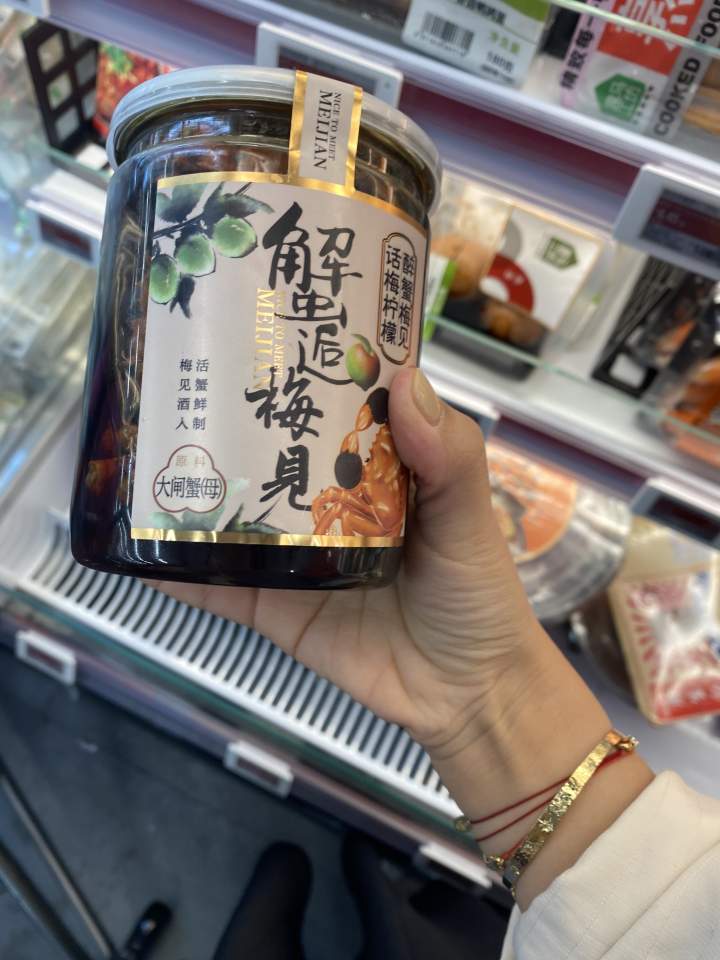 NICE TO MEET
MEIJIAN
蟹逅梅見
NICE TO MEET
MEIJIAN
醉蟹梅见
话梅柠檬
活蟹鲜制
梅见酒入
原料
大闸蟹(母)
COOKED FOOD